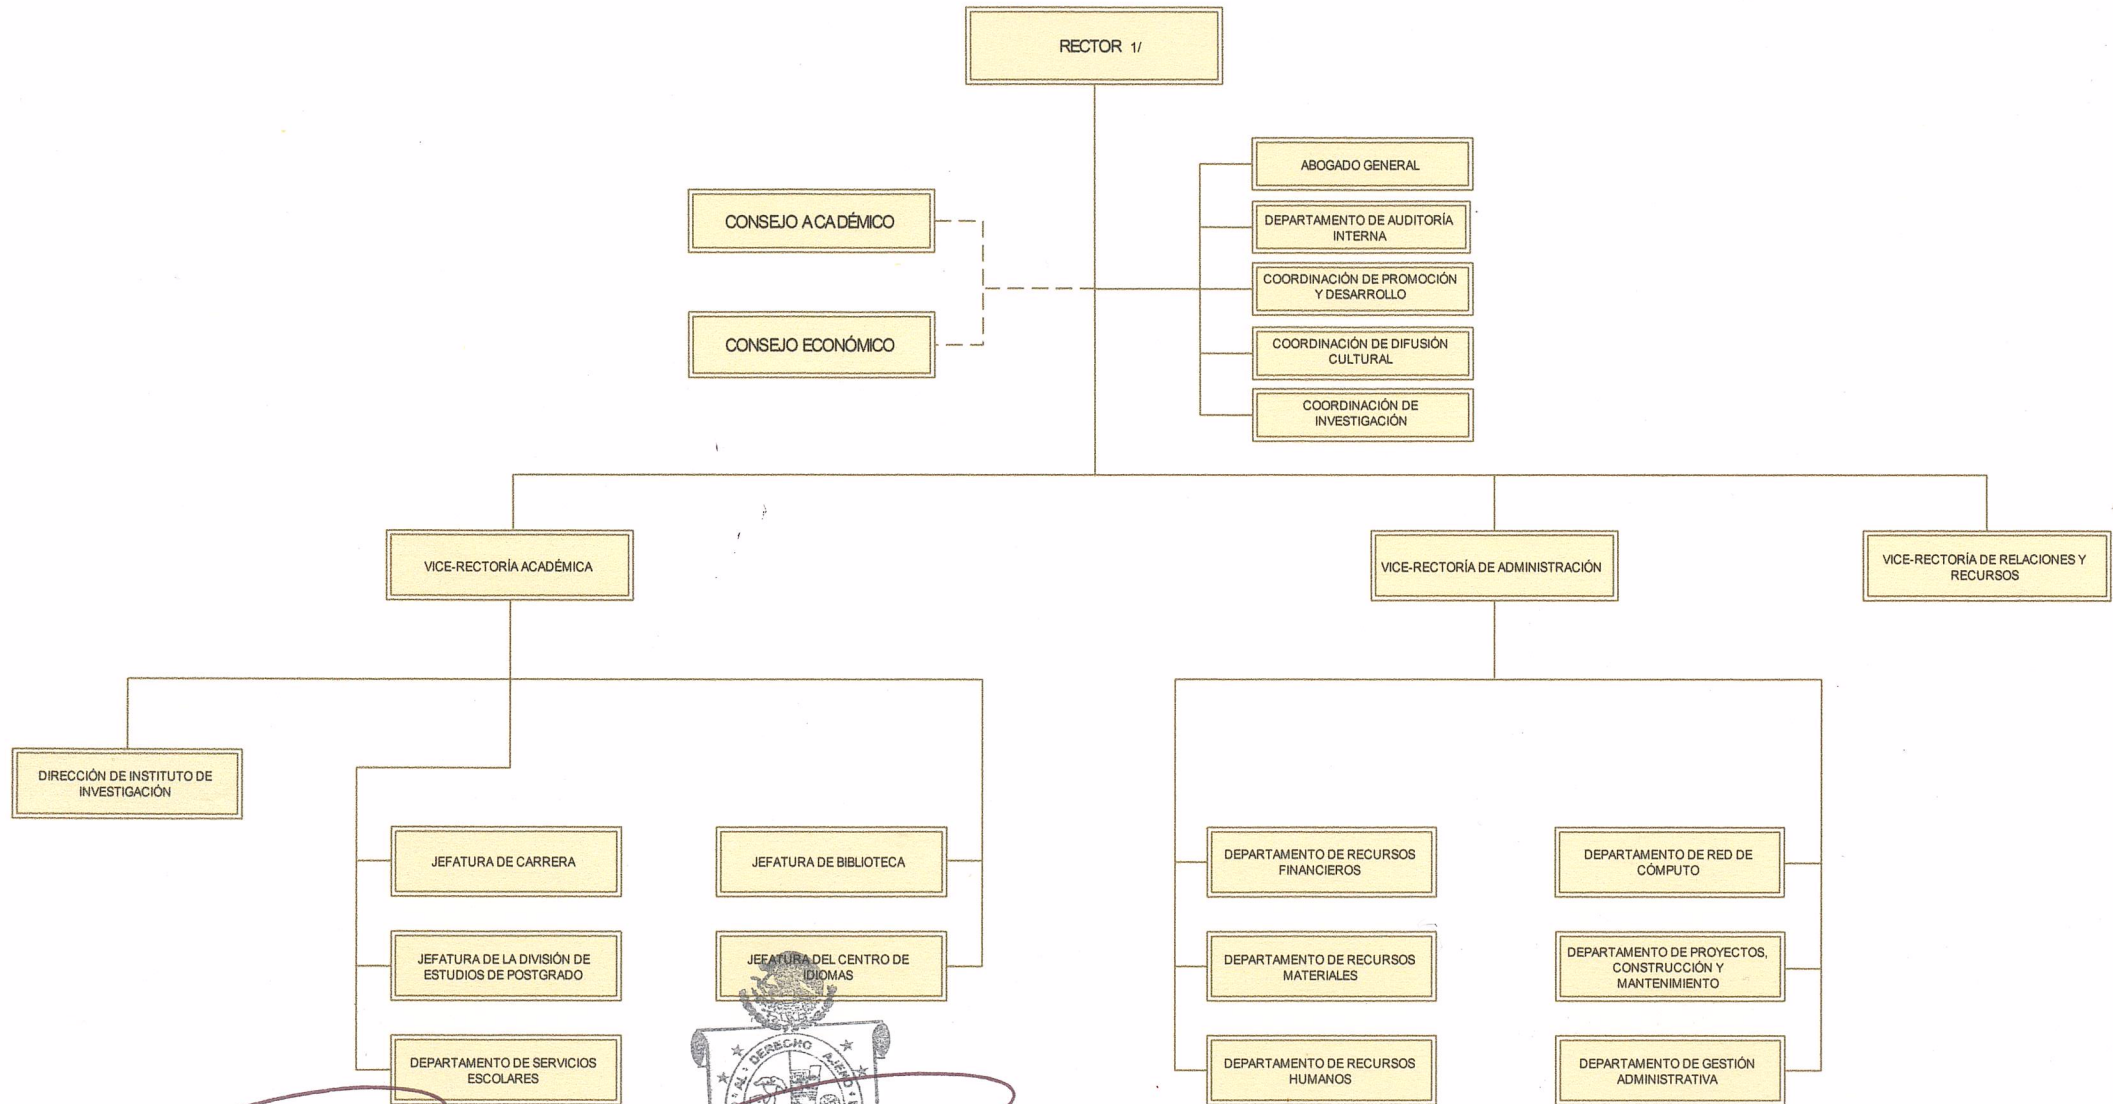 RECTOR 1/
ABOGADO GENERAL
CONSEJO ACADÉMICO
DEPARTAMENTO DE AUDITORÍA
INTERNA
COORDINACIÓN DE PROMOCIÓN
Y DESARROLLO
CONSEJO ECONÓMICO
COORDINACIÓN DE DIFUSIÓN
CULTURAL
COORDINACIÓN DE
INVESTIGACIÓN
VICE-RECTORÍA ACADÉMICA
VICE-RECTORÍA DE ADMINISTRACIÓN
VICE-RECTORÍA DE RELACIONES Y
RECURSOS
DIRECCIÓN DE INSTITUTO DE
INVESTIGACIÓN
JEFATURA DE CARRERA
JEFATURA DE BIBLIOTECA
DEPARTAMENTO DE RECURSOS
FINANCIEROS
DEPARTAMENTO DE RED DE
CÓMPUTO
JEFATURA DE LA DIVISIÓN DE
ESTUDIOS DE POSTGRADO
JEFATURA DEL CENTRO DE
IDIOMAS
DEPARTAMENTO DE RECURSOS
MATERIALES
DEPARTAMENTO DE PROYECTOS,
CONSTRUCCIÓN Y
MANTENIMIENTO
DEPARTAMENTO DE SERVICIOS
ESCOLARES
AL DERECHO AJENO
DEPARTAMENTO DE RECURSOS
HUMANOS
DEPARTAMENTO DE GESTIÓN
ADMINISTRATIVA